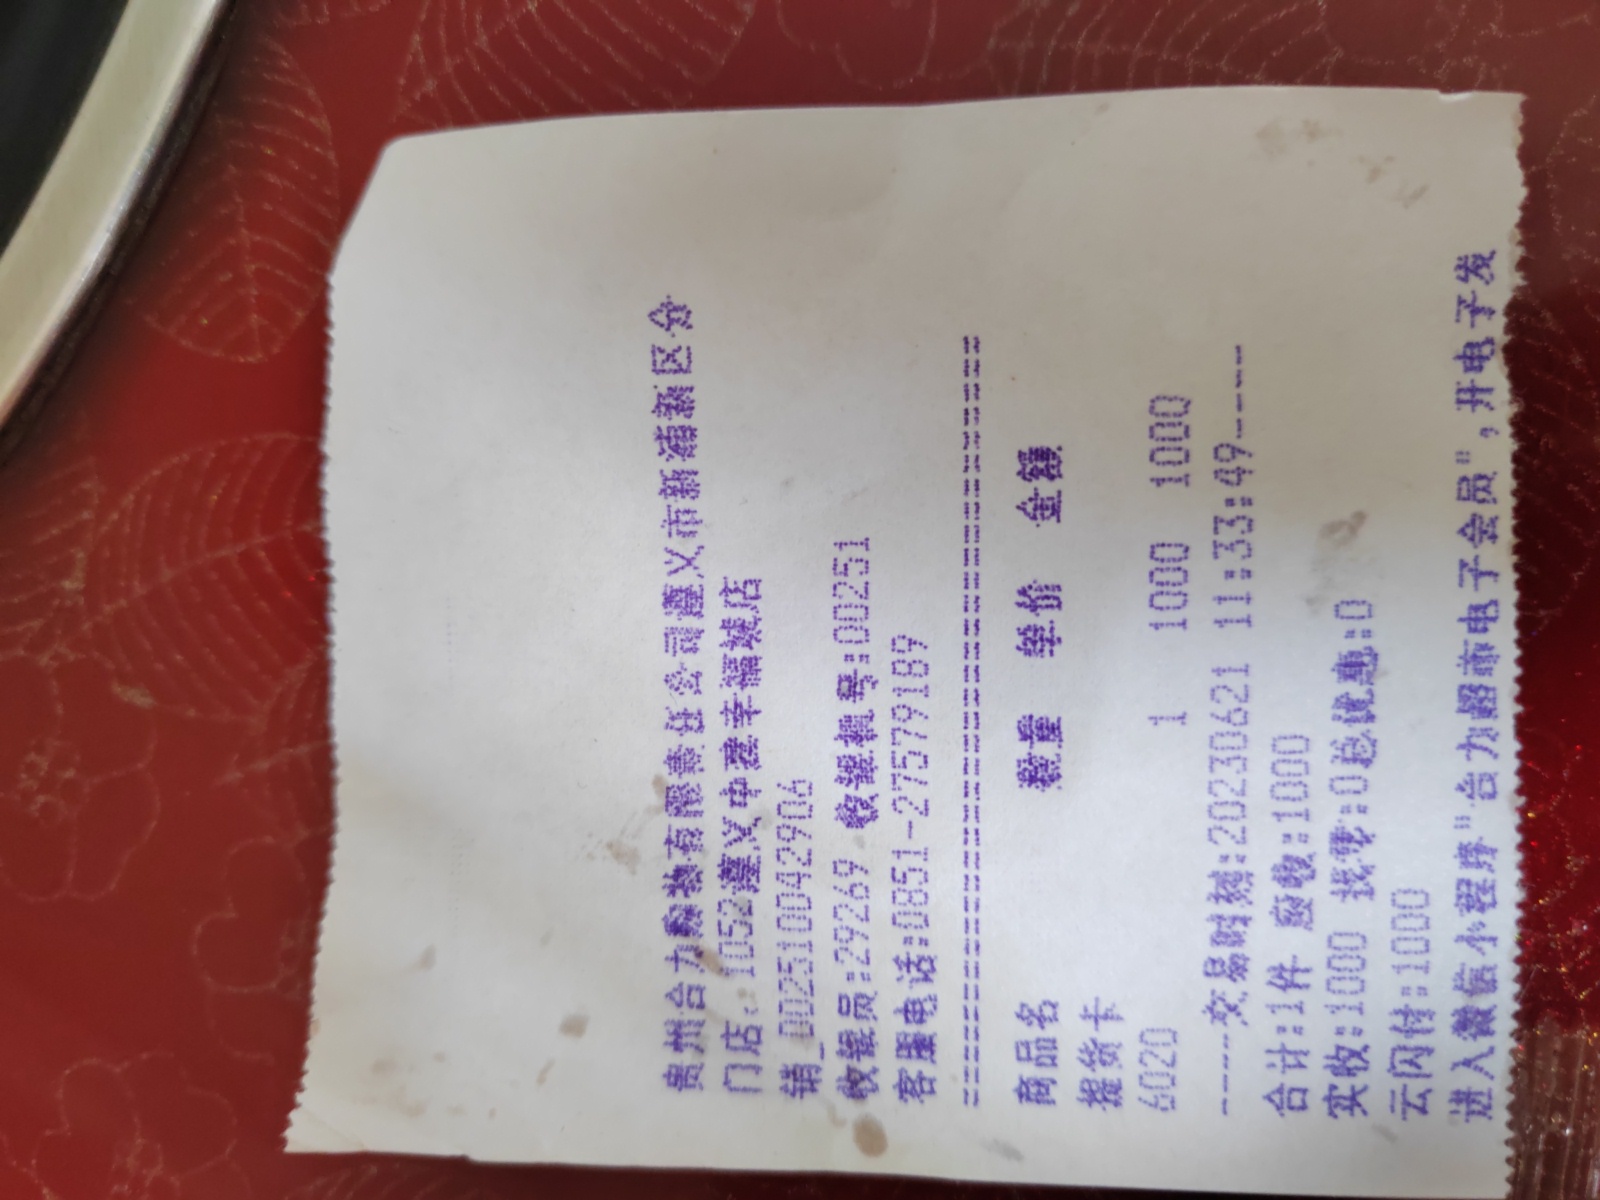 贵州合力购物有限责任公司遵义市新浦新区分
门店:1052遵义中建幸福城店
销_002510042906
收银员:29269 收银机号:00251
客服电话:0851-27579189
================================
商品名 数量 单价 金额
提货卡
6020 1 1000 1000
----交易时刻:20230621 11:33:49----
合计:1件 应收:1000
实收:1000 找零:0总优惠:0
云闪付:1000
进入微信小程序"合力超市电子会员",开电子发